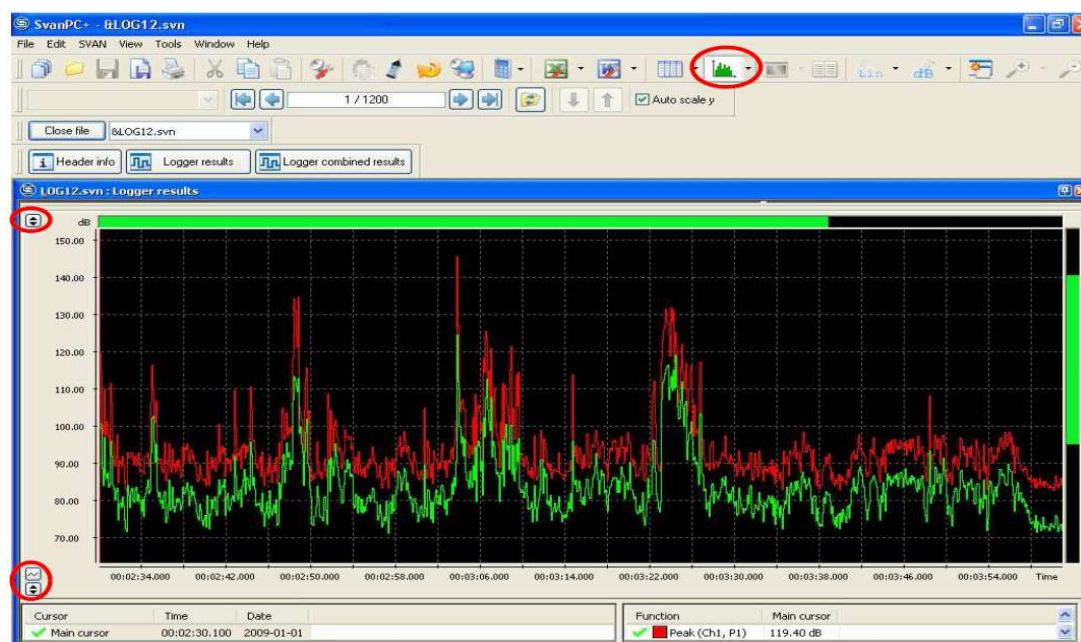 SvanPC+ - &LOG12.svn
File Edit SVAN View Tools Window Help
Lin dB
1 / 1200 Auto scale y
Close file &LOG12.svn
Header info Logger results Logger combined results
LOG12.svn : Logger results
dB
150.00
140.00
130.00
120.00
110.00
100.00
90.00
80.00
70.00
00:02:34.000 00:02:42.000 00:02:50.000 00:02:58.000 00:03:06.000 00:03:14.000 00:03:22.000 00:03:30.000 00:03:38.000 00:03:46.000 00:03:54.000 Time
Cursor Time Date Function Main cursor
Main cursor 00:02:30.100 2009-01-01 Peak (Ch1, P1) 119.40 dB